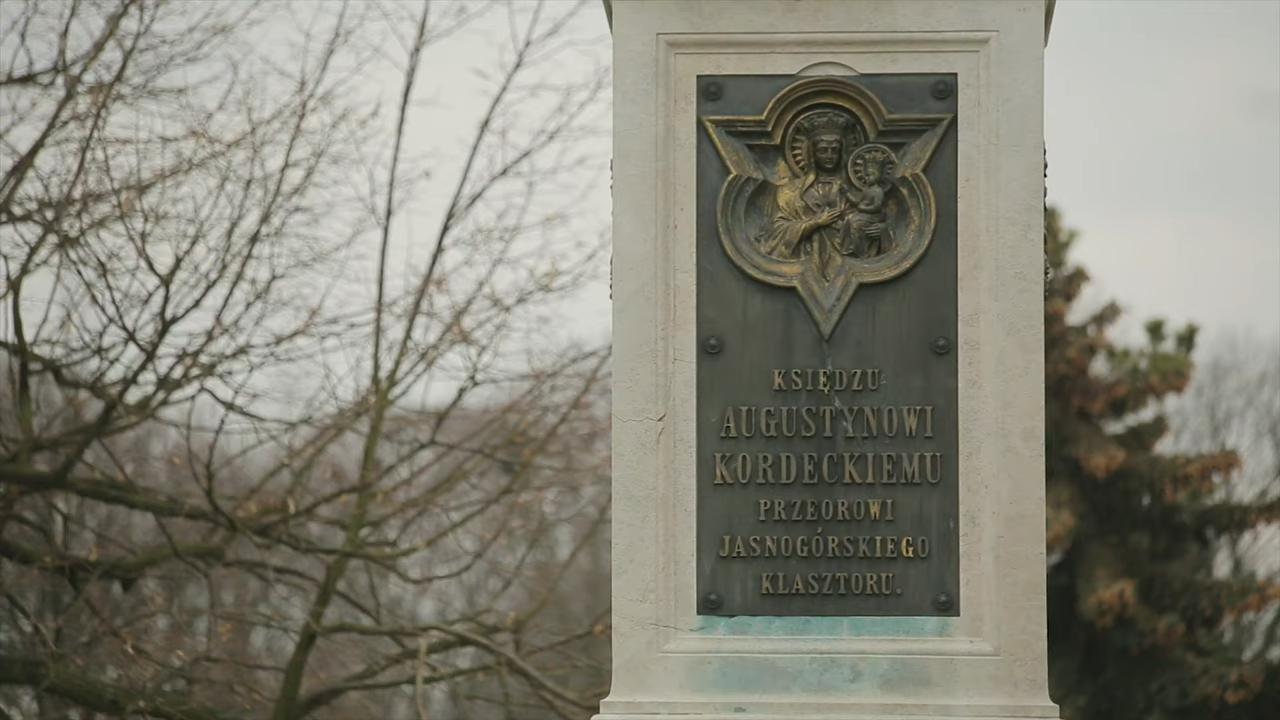 KSIĘDZU
AUGUSTYNOWI
KORDECKIEMU
PRZEOROWI
JASNOGÓRSKIEGO
KLASZTORU.